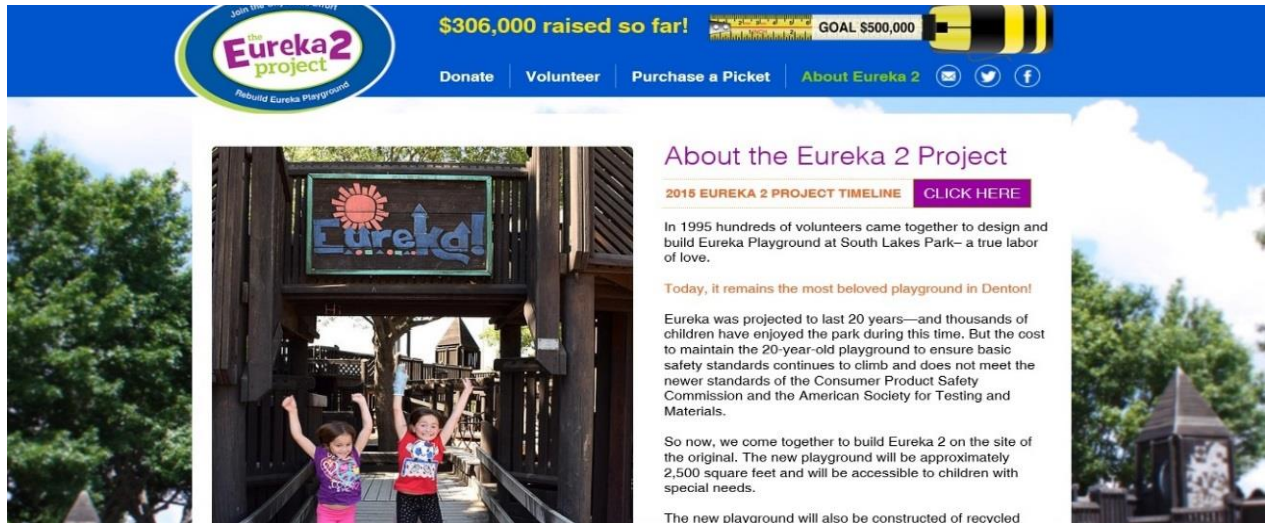 the
Eureka2
project
Rebuild Eureka Playground
$306,000 raised so far!
GOAL $500,000
Donate
Volunteer
Purchase a Picket
About Eureka 2
Eureka!
About the Eureka 2 Project
2015 EUREKA 2 PROJECT TIMELINE
CLICK HERE
In 1995 hundreds of volunteers came together to design and
build Eureka Playground at South Lakes Park– a true labor
of love.
Today, it remains the most beloved playground in Denton!
Eureka was projected to last 20 years—and thousands of
children have enjoyed the park during this time. But the cost
to maintain the 20-year-old playground to ensure basic
safety standards continues to climb and does not meet the
newer standards of the Consumer Product Safety
Commission and the American Society for Testing and
Materials.
So now, we come together to build Eureka 2 on the site of
the original. The new playground will be approximately
2,500 square feet and will be accessible to children with
special needs.
The new playground will also be constructed of recycled